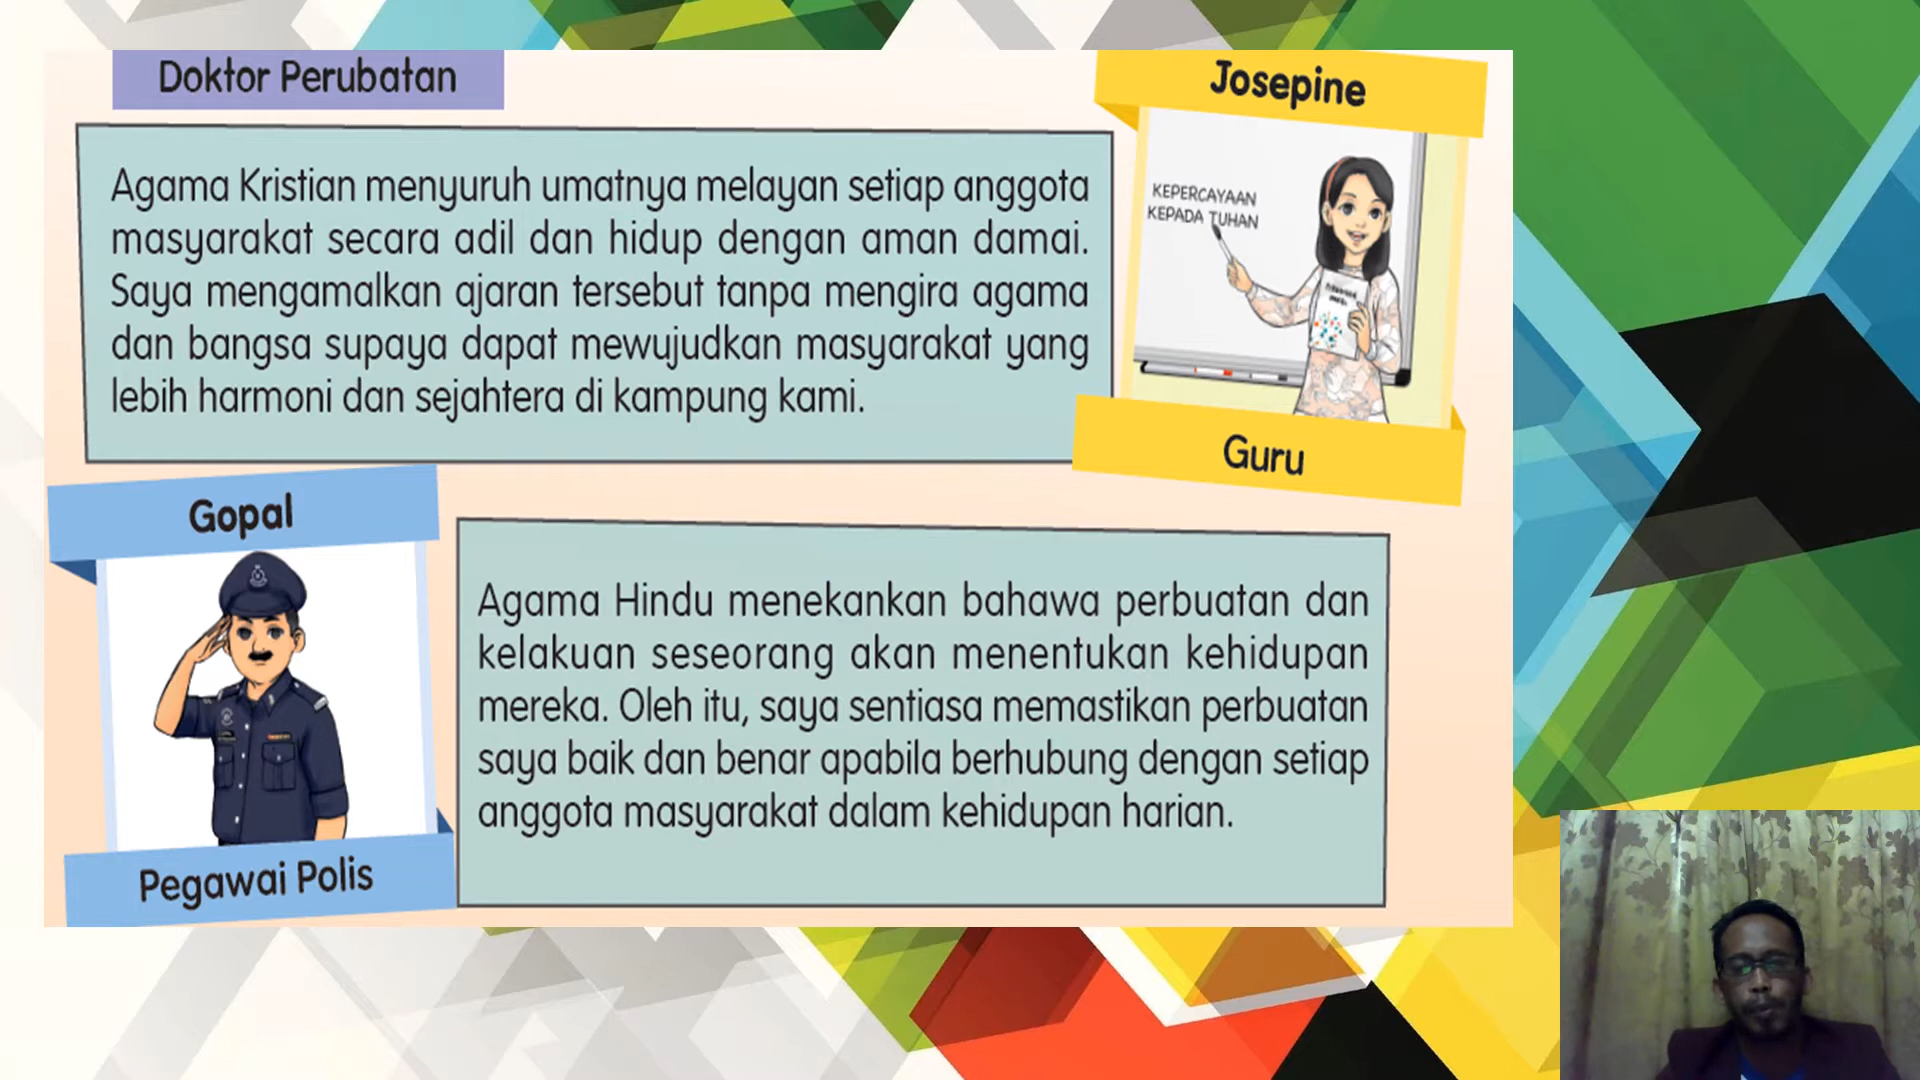 Doktor Perubatan
Josepine
KEPERCAYAAN
KEPADA TUHAN
Agama Kristian menyuruh umatnya melayan setiap anggota
masyarakat secara adil dan hidup dengan aman damai.
Saya mengamalkan ajaran tersebut tanpa mengira agama
dan bangsa supaya dapat mewujudkan masyarakat yang
lebih harmoni dan sejahtera di kampung kami.
Guru
Gopal
Agama Hindu menekankan bahawa perbuatan dan
kelakuan seseorang akan menentukan kehidupan
mereka. Oleh itu, saya sentiasa memastikan perbuatan
saya baik dan benar apabila berhubung dengan setiap
anggota masyarakat dalam kehidupan harian.
Pegawai Polis